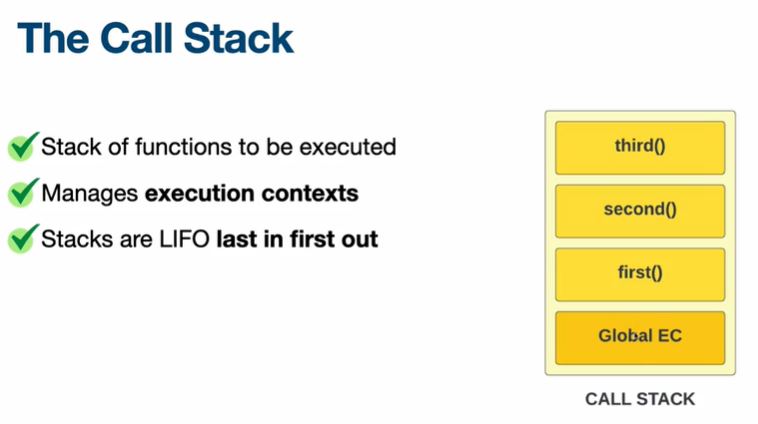 The Call Stack
Stack of functions to be executed
Manages execution contexts
Stacks are LIFO last in first out
third()
second()
first()
Global EC
CALL STACK